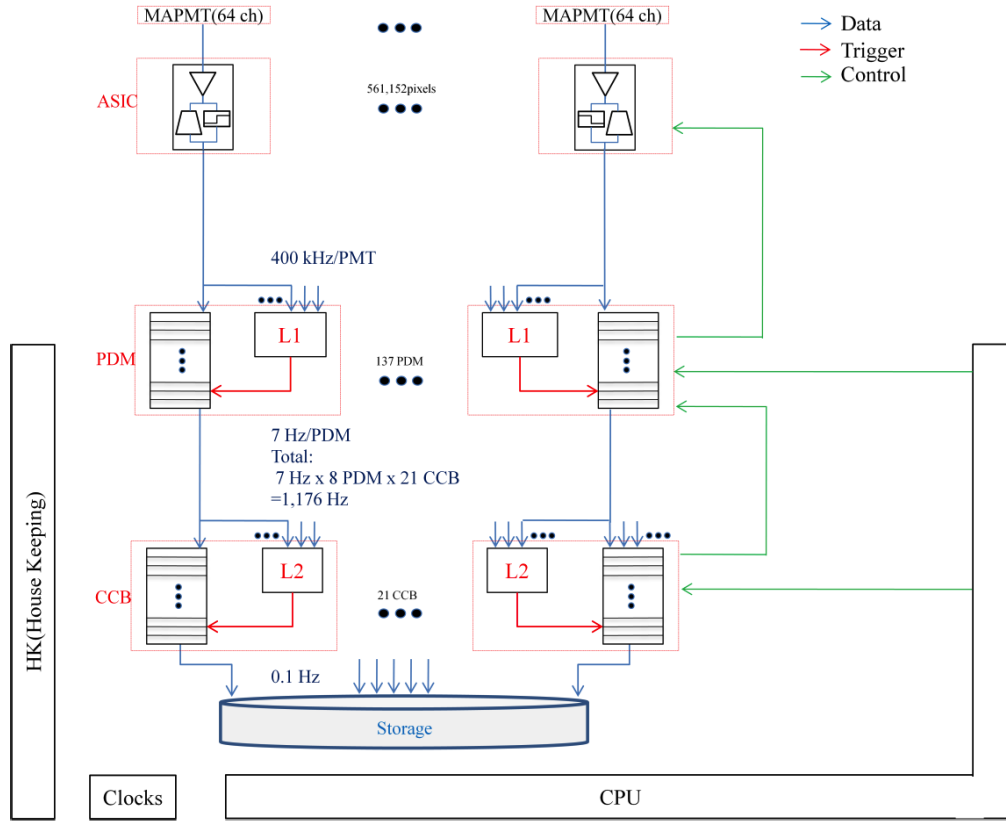 MAPMT(64 ch)
MAPMT(64 ch)
Data
Trigger
Control
ASIC
561,152pixels
400 kHz/PMT
PDM
L1
137 PDM
L1
7 Hz/PDM
Total:
7 Hz x 8 PDM x 21 CCB
=1,176 Hz
CCB
L2
21 CCB
L2
0.1 Hz
Storage
HK(House Keeping)
Clocks
CPU